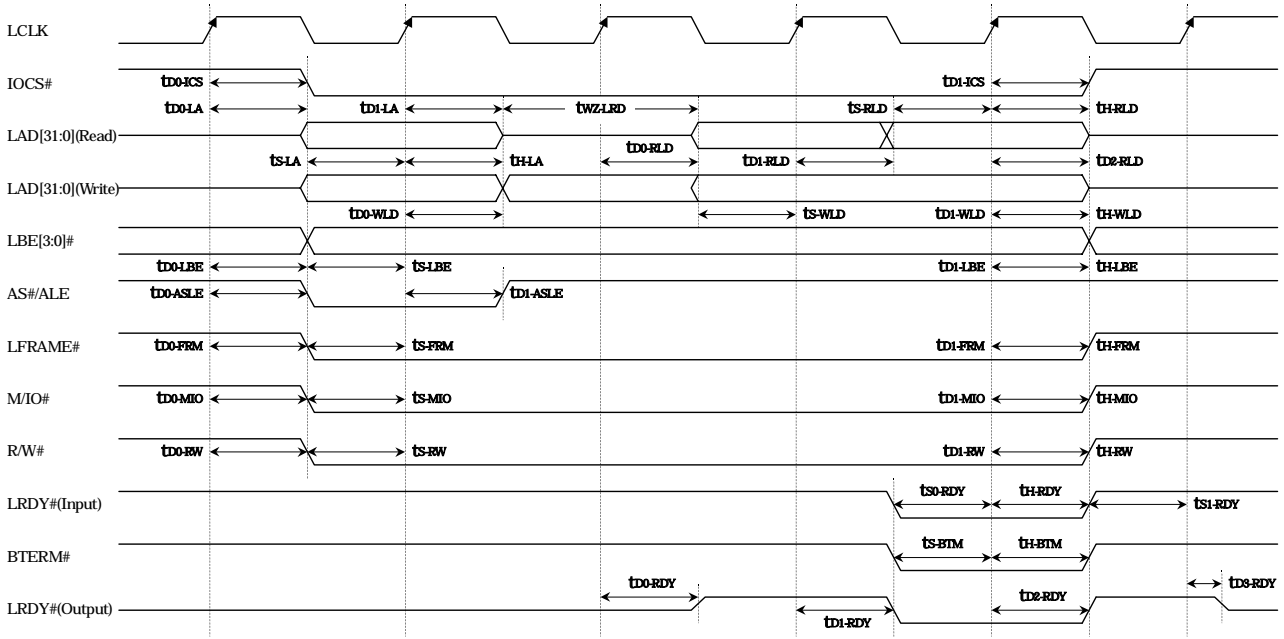 LCLK
IOCS# tD0-ICS tD1-ICS
tD0-LA tD1-LA tWZ-LRD tS-RLD tH-RLD
LAD[31:0](Read) tD0-RLD
tS-LA tH-LA tD1-RLD tD2-RLD
LAD[31:0](Write)
tD0-WLD tS-WLD tD1-WLD tH-WLD
LBE[3:0]#
tD0-LBE tS-LBE tD1-LBE tH-LBE
AS#/ALE tD0-ASLE tD1-ASLE
LFRAME# tD0-FRM tS-FRM tD1-FRM tH-FRM
M/IO# tD0-MIO tS-MIO tD1-MIO tH-MIO
R/W# tD0-RW tS-RW tD1-RW tH-RW
LRDY#(Input) tS0-RDY tH-RDY tS1-RDY
BTERM# tS-BTM tH-BTM
tD0-RDY tD2-RDY tD3-RDY
LRDY#(Output) tD1-RDY